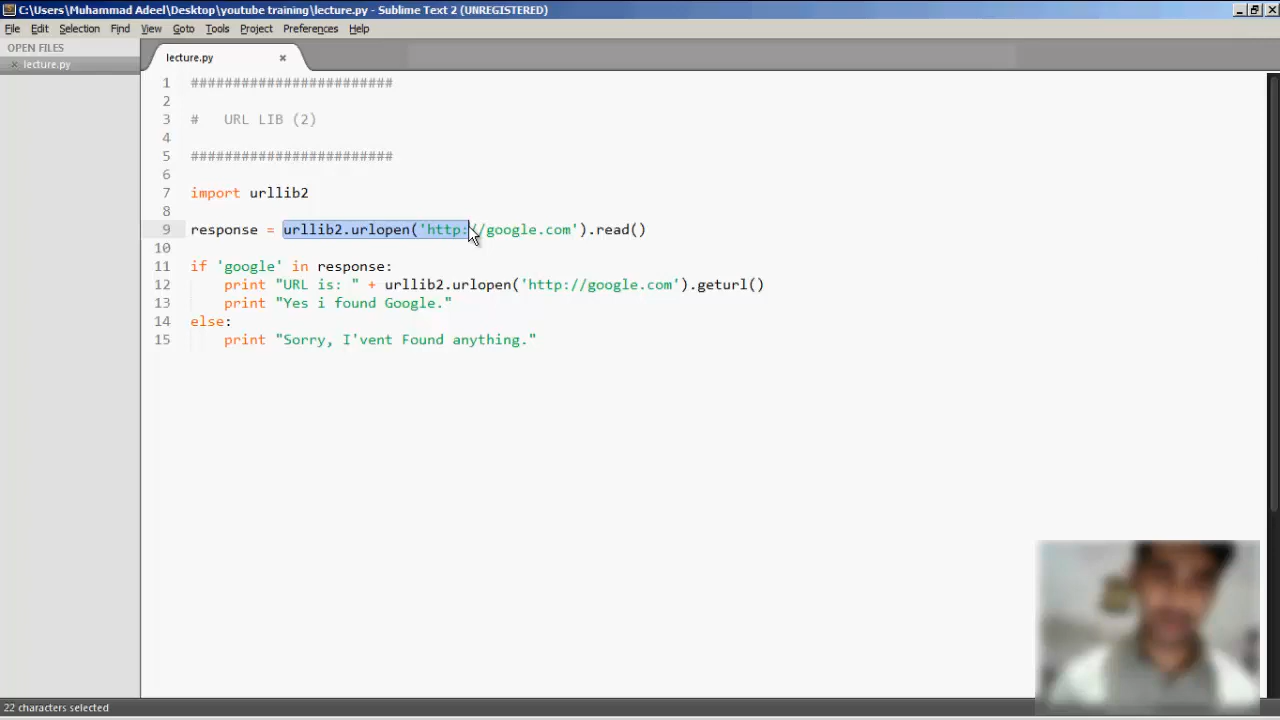 C:\Users\Muhammad Adeel\Desktop\youtube training\lecture.py - Sublime Text 2 (UNREGISTERED)
File Edit Selection Find View Goto Tools Project Preferences Help
OPEN FILES
lecture.py
lecture.py
1 ########################
2
3 # URL LIB (2)
4
5 ########################
6
7 import urllib2
8
9 response = urllib2.urlopen('http://google.com').read()
10
11 if 'google' in response:
12 print "URL is: " + urllib2.urlopen('http://google.com').geturl()
13 print "Yes i found Google."
14 else:
15 print "Sorry, I'vent Found anything."
22 characters selected